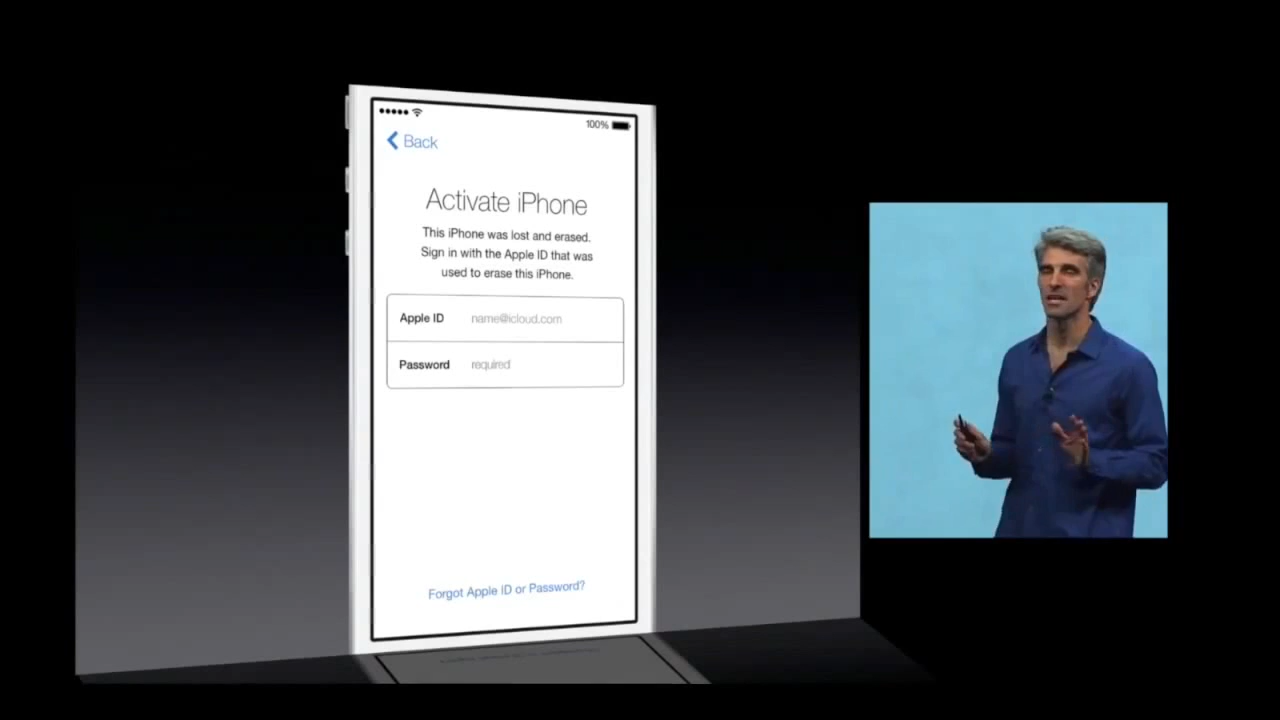 100%
Back
Activate iPhone
This iPhone was lost and erased.
Sign in with the Apple ID that was
used to erase this iPhone.
Apple ID name@icloud.com
Password required
Forgot Apple ID or Password?